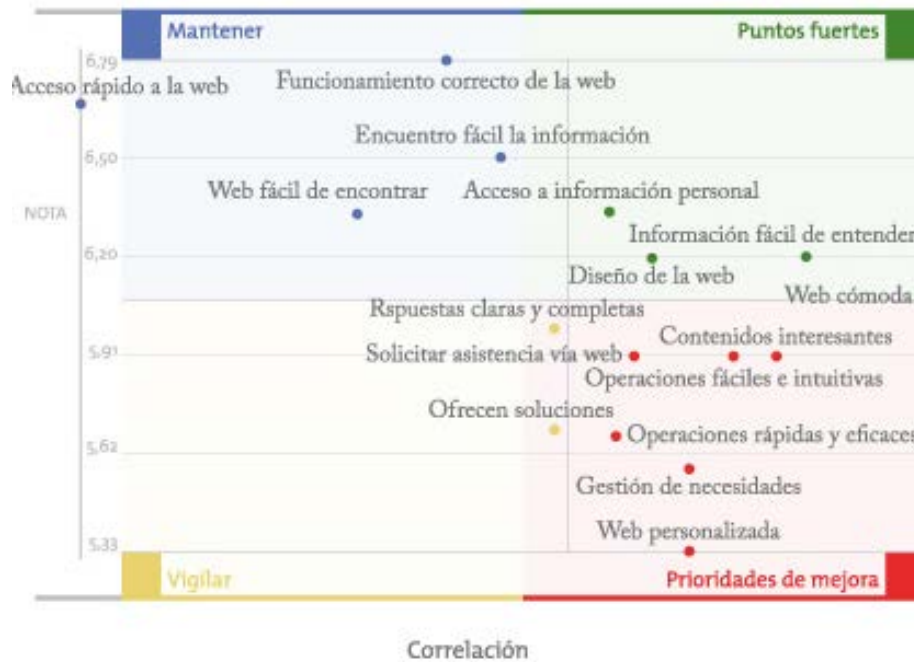 Mantener
Puntos fuertes
6,79
Funcionamiento correcto de la web
Acceso rápido a la web
Encuentro fácil la información
6,50
Web fácil de encontrar
Acceso a información personal
NOTA
Información fácil de entender
6,20
Diseño de la web
Web cómoda
Rspuestas claras y completas
Contenidos interesantes
5,91
Solicitar asistencia vía web
Operaciones fáciles e intuitivas
Ofrecen soluciones
Operaciones rápidas y eficaces
5,62
Gestión de necesidades
Web personalizada
5,33
Vigilar
Prioridades de mejora
Correlación